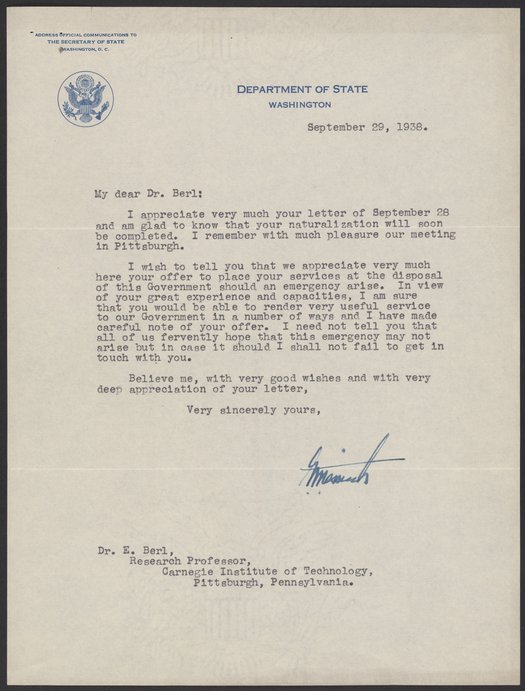 ADDRESS OFFICIAL COMMUNICATIONS TO
THE SECRETARY OF STATE
WASHINGTON, D. C.
DEPARTMENT OF STATE
WASHINGTON
September 29, 1938.
My dear Dr. Berl:
I appreciate very much your letter of September 28
and am glad to know that your naturalization will soon
be completed. I remember with much pleasure our meeting
in Pittsburgh.
I wish to tell you that we appreciate very much
here your offer to place your services at the disposal
of this Government should an emergency arise. In view
of your great experience and capacities, I am sure
that you would be able to render very useful service
to our Government in a number of ways and I have made
careful note of your offer. I need not tell you that
all of us fervently hope that this emergency may not
arise but in case it should I shall not fail to get in
touch with you.
Believe me, with very good wishes and with very
deep appreciation of your letter,
Very sincerely yours,
Dr. E. Berl,
Research Professor,
Carnegie Institute of Technology,
Pittsburgh, Pennsylvania.